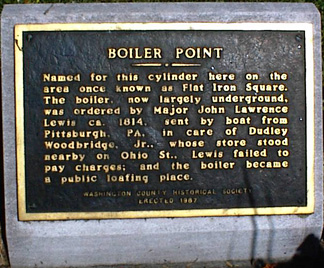 BOILER POINT
Named for this cylinder here on the
area once known as Flat Iron Square.
The boiler, now largely underground,
was ordered by Major John Lawrence
Lewis ca. 1814, sent by boat from
Pittsburgh, PA, in care of Dudley
Woodbridge, Jr., whose store stood
nearby on Ohio St., Lewis failed to
pay charges; and the boiler became
a public loafing place.
WASHINGTON COUNTY HISTORICAL SOCIETY
ERECTED 1987